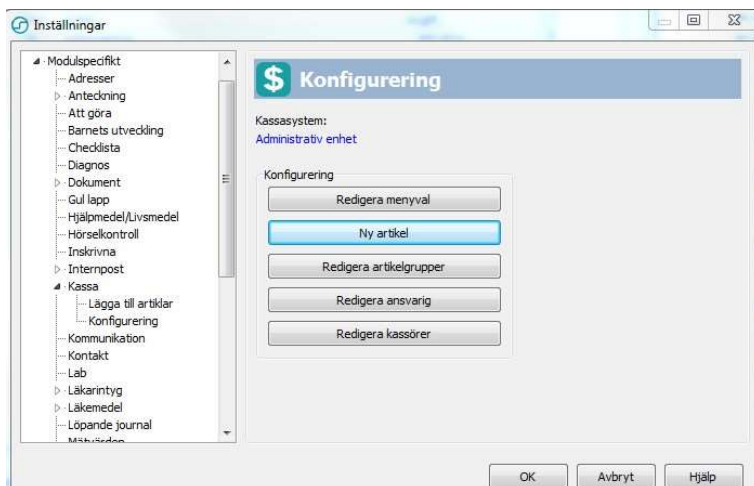 Inställningar
Modulspecifikt
Adresser
Anteckning
Att göra
Barnets utveckling
Checklista
Diagnos
Dokument
Gul lapp
Hjälpmedel/Livsmedel
Hörselkontroll
Inskrivna
Internpost
Kassa
Lägga till artiklar
Konfigurering
Kommunikation
Kontakt
Lab
Läkarintyg
Läkemedel
Löpande journal
Mätvärden
$ Konfigurering
Kassasystem:
Administrativ enhet
Konfigurering
Redigera menyval
Ny artikel
Redigera artikelgrupper
Redigera ansvarig
Redigera kassörer
OK Avbryt Hjälp